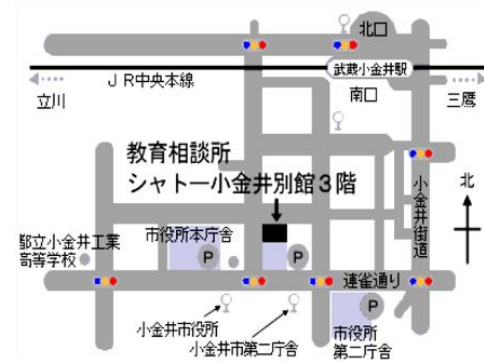 北口
武蔵小金井駅
JR中央本線
立川
南口
三鷹
教育相談所
シャトー小金井別館3階
小金井街道
北
市役所本庁舎
都立小金井工業
高等学校
P
P
連雀通り
P
小金井市役所
小金井市第二庁舎
市役所
第二庁舎